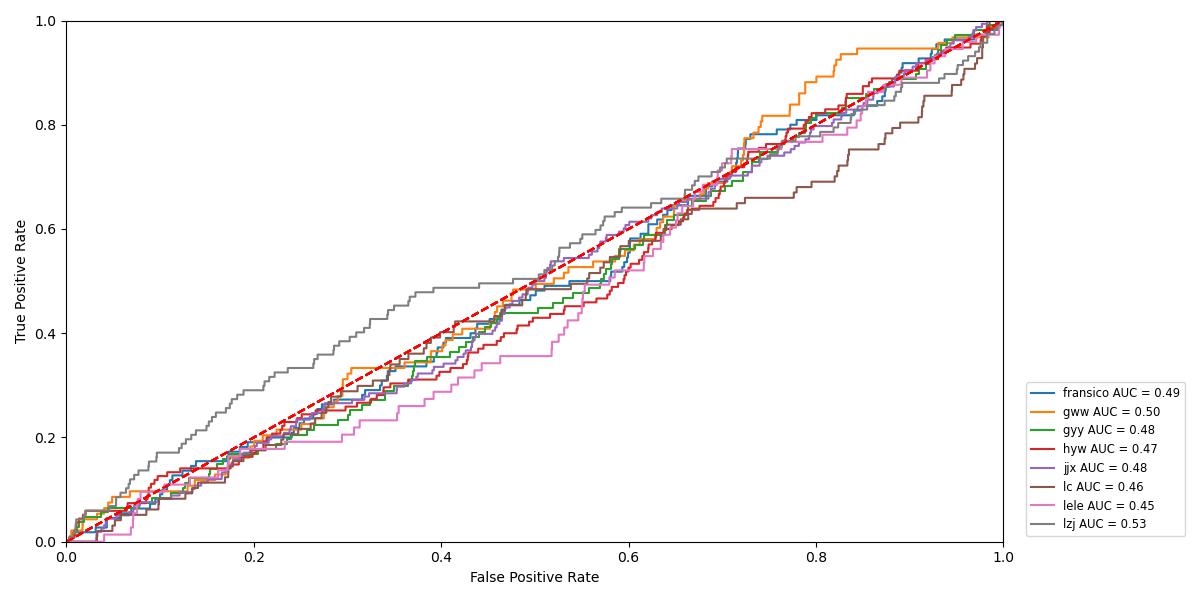 True Positive Rate
1.0
0.8
0.6
0.4
0.2
0.0
0.0 0.2 0.4 0.6 0.8 1.0
False Positive Rate
fransico AUC = 0.49
gww AUC = 0.50
gyy AUC = 0.48
hyw AUC = 0.47
jjx AUC = 0.48
lc AUC = 0.46
lele AUC = 0.45
lzj AUC = 0.53